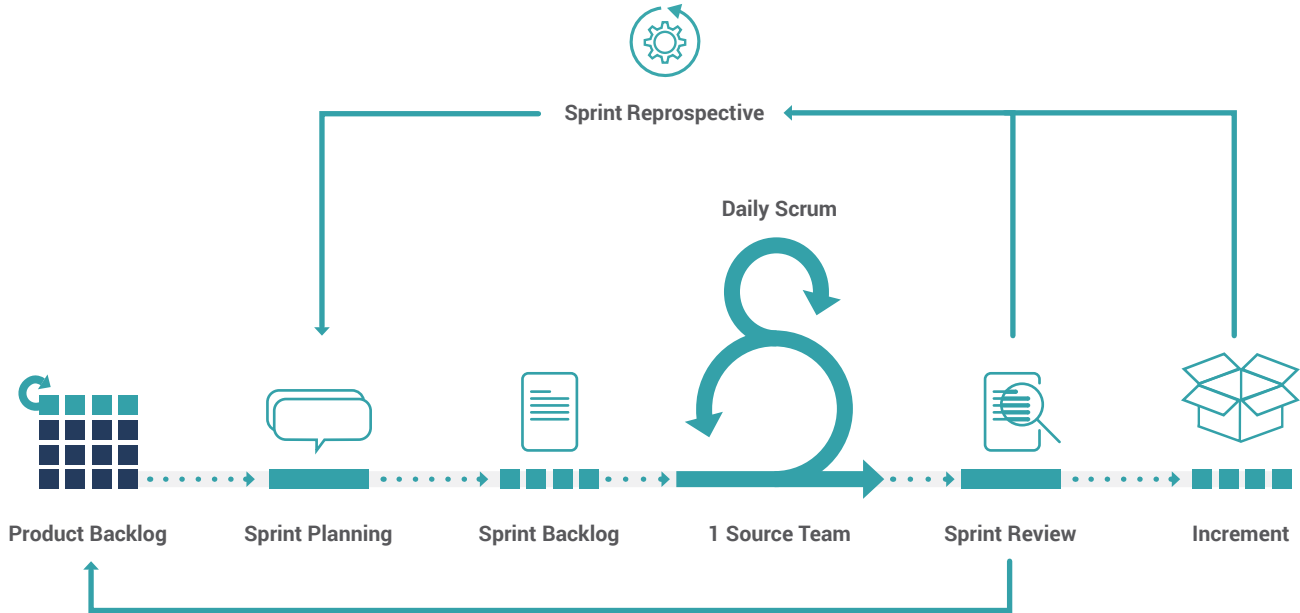 Sprint Reprospective
Daily Scrum
Product Backlog
Sprint Planning
Sprint Backlog
1 Source Team
Sprint Review
Increment